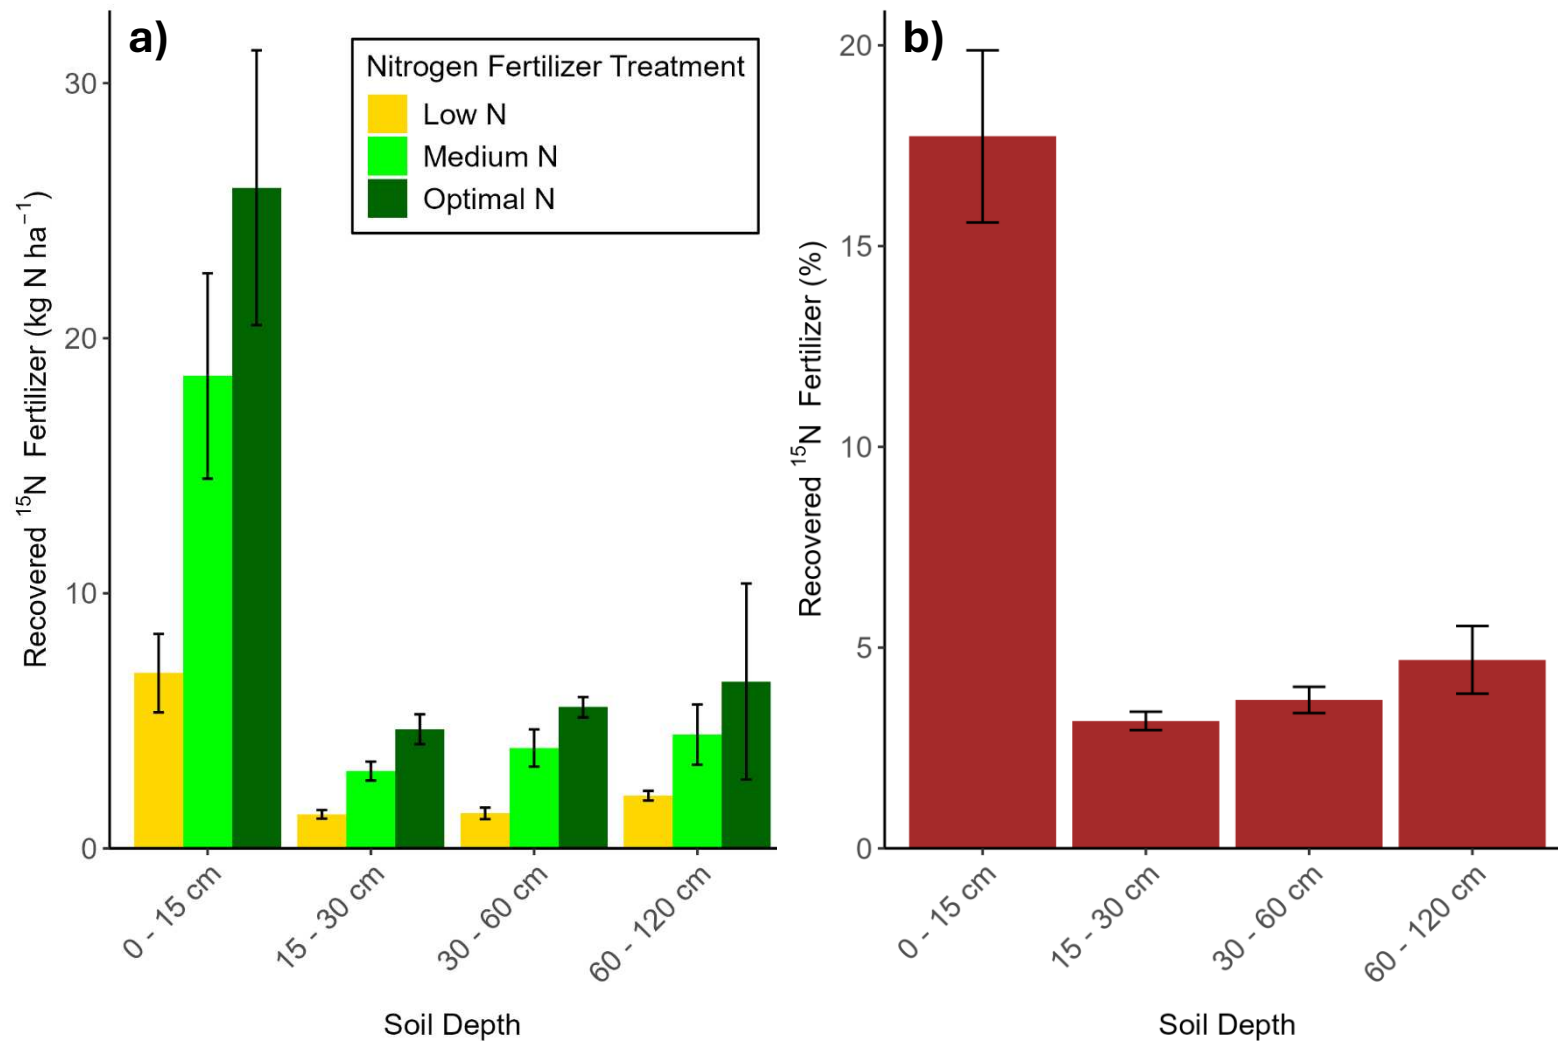 a)
Nitrogen Fertilizer Treatment
Low N
Medium N
Optimal N
Recovered ¹⁵N Fertilizer (kg N ha⁻¹)
30
20
10
0
0 - 15 cm
15 - 30 cm
30 - 60 cm
60 - 120 cm
Soil Depth
b)
Recovered ¹⁵N Fertilizer (%)
20
15
10
5
0
0 - 15 cm
15 - 30 cm
30 - 60 cm
60 - 120 cm
Soil Depth